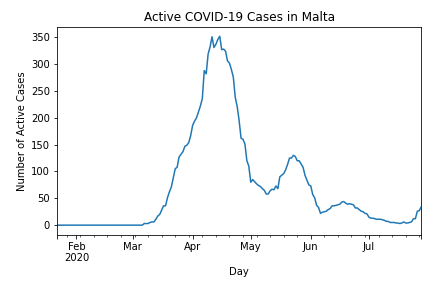 Active COVID-19 Cases in Malta
Number of Active Cases
350
300
250
200
150
100
50
0
Feb Mar Apr May Jun Jul
2020
Day